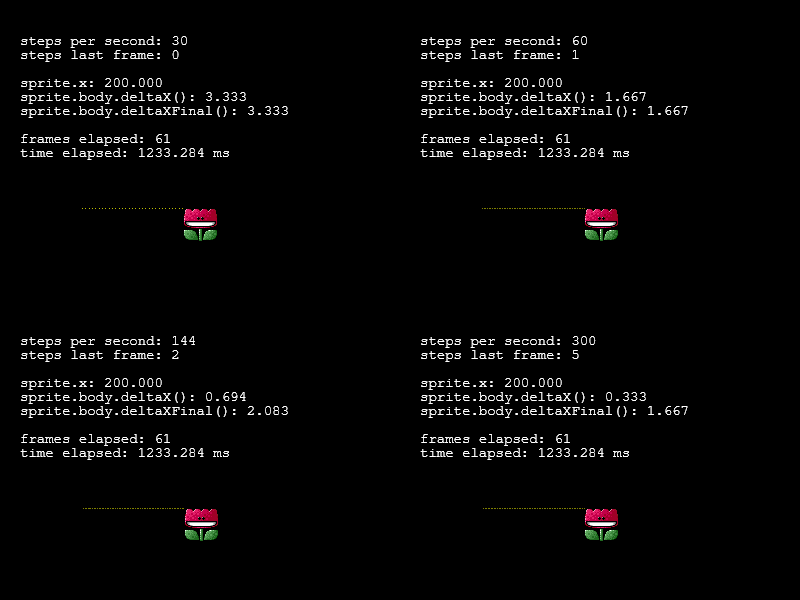 steps per second: 30
steps last frame: 0
sprite.x: 200.000
sprite.body.deltaX(): 3.333
sprite.body.deltaXFinal(): 3.333
frames elapsed: 61
time elapsed: 1233.284 ms
steps per second: 60
steps last frame: 1
sprite.x: 200.000
sprite.body.deltaX(): 1.667
sprite.body.deltaXFinal(): 1.667
frames elapsed: 61
time elapsed: 1233.284 ms
steps per second: 144
steps last frame: 2
sprite.x: 200.000
sprite.body.deltaX(): 0.694
sprite.body.deltaXFinal(): 2.083
frames elapsed: 61
time elapsed: 1233.284 ms
steps per second: 300
steps last frame: 5
sprite.x: 200.000
sprite.body.deltaX(): 0.333
sprite.body.deltaXFinal(): 1.667
frames elapsed: 61
time elapsed: 1233.284 ms